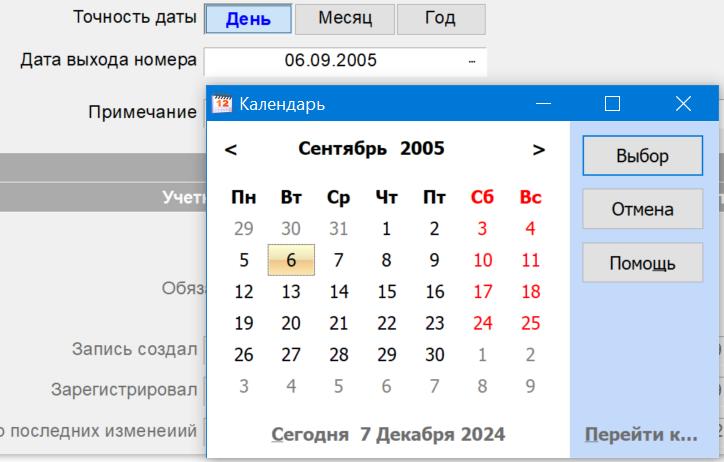 Точность даты День Месяц Год
Дата выхода номера 06.09.2005 ...
Примечание
Календарь
< Сентябрь 2005 >
Пн Вт Ср Чт Пт Сб Вс
29 30 31 1 2 3 4
5 6 7 8 9 10 11
12 13 14 15 16 17 18
19 20 21 22 23 24 25
26 27 28 29 30 1 2
3 4 5 6 7 8 9
Сегодня 7 Декабря 2024
Выбор
Отмена
Помощь
Перейти к...
Запись создал
Зарегистрировал
о последних изменеиий